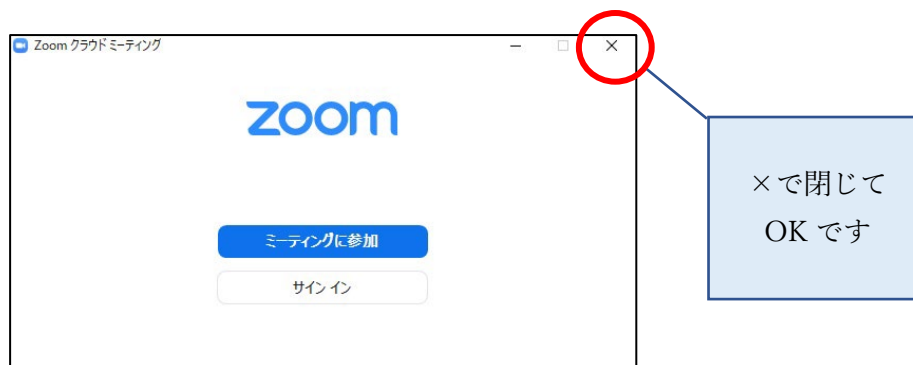 Zoom クラウド ミーティング
zoom
ミーティングに参加
サイン イン
×で閉じて
OK です